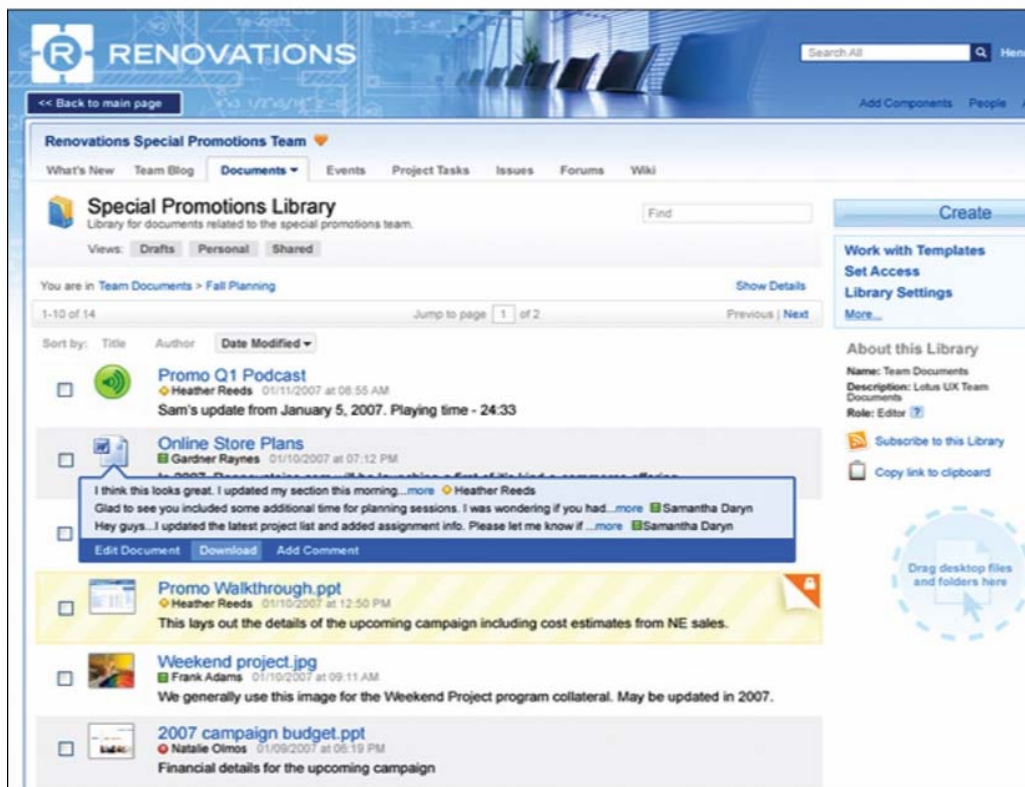 RENOVATIONS
Search All
<< Back to main page
Add Components People
Renovations Special Promotions Team
What's New Team Blog Documents Events Project Tasks Issues Forums Wiki
Special Promotions Library
Library for documents related to the special promotions team.
Find
Views: Drafts Personal Shared
Create
Work with Templates
Set Access
Library Settings
More...
You are in Team Documents > Fall Planning
Show Details
1-10 of 14 Jump to page 1 of 2 Previous | Next
Sort by: Title Author Date Modified
Promo Q1 Podcast
Heather Reeds 01/11/2007 at 08:55 AM
Sam's update from January 5, 2007. Playing time - 24:33
Online Store Plans
Gardner Raynes 01/10/2007 at 07:12 PM
I think this looks great. I updated my section this morning...more Heather Reeds
Glad to see you included some additional time for planning sessions. I was wondering if you had...more Samantha Daryn
Hey guys...I updated the latest project list and added assignment info. Please let me know if ...more Samantha Daryn
Edit Document Download Add Comment
Promo Walkthrough.ppt
Heather Reeds 01/10/2007 at 12:50 PM
This lays out the details of the upcoming campaign including cost estimates from NE sales.
Weekend project.jpg
Frank Adams 01/10/2007 at 09:11 AM
We generally use this image for the Weekend Project program collateral. May be updated in 2007.
2007 campaign budget.ppt
Natalie Olmos 01/09/2007 at 06:19 PM
Financial details for the upcoming campaign
About this Library
Name: Team Documents
Description: Lotus UX Team
Documents
Role: Editor ?
Subscribe to this Library
Copy link to clipboard
Drag desktop files
and folders here